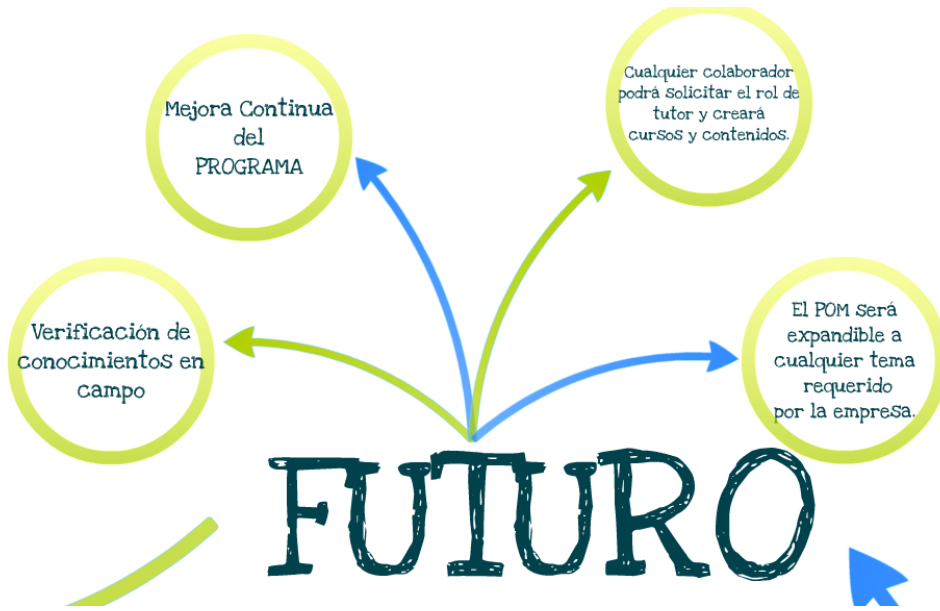 Mejora Continua
del
PROGRAMA
Cualquier colaborador
podrá solicitar el rol de
tutor y creará
cursos y contenidos.
Verificación de
conocimientos en
campo
El POM será
expandible a
cualquier tema
requerido
por la empresa.
FUTURO